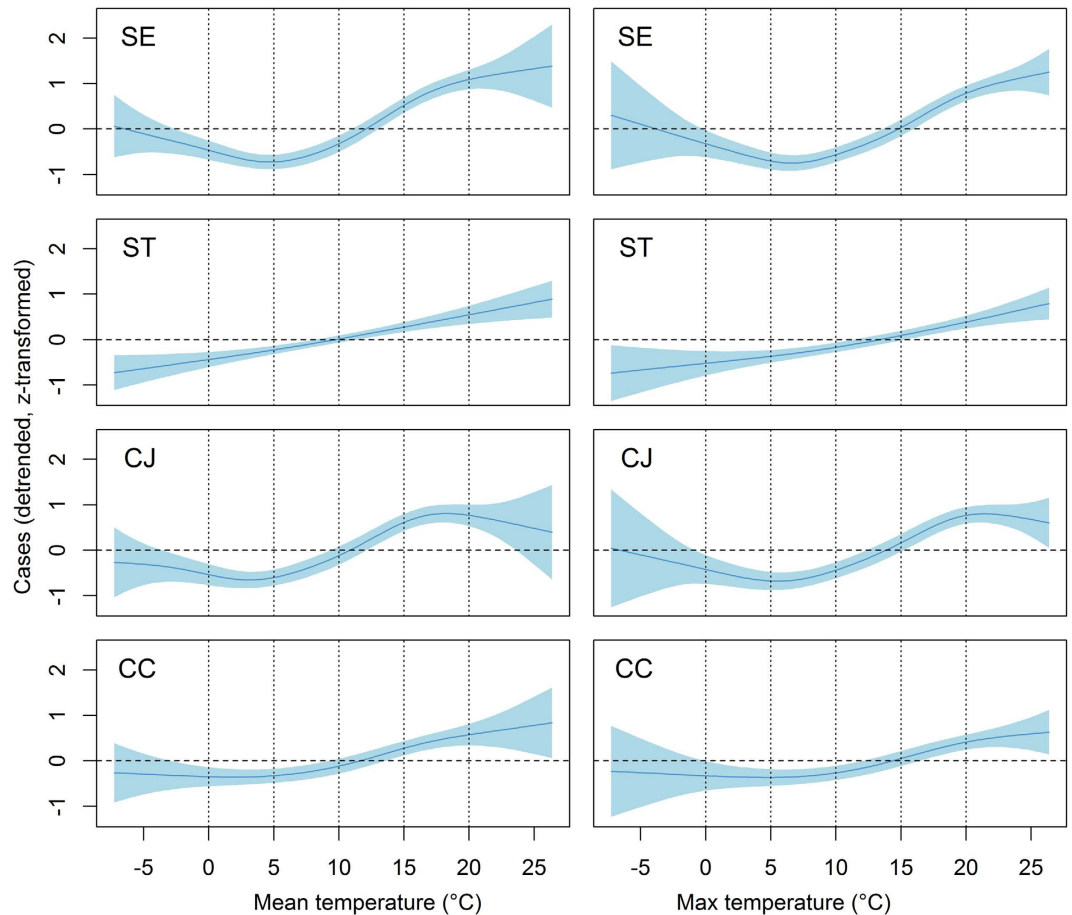 Cases (detrended, z-transformed)
SE
2
1
0
-1
SE
ST
2
1
0
-1
ST
CJ
2
1
0
-1
CJ
CC
2
1
0
-1
CC
-5 0 5 10 15 20 25
-5 0 5 10 15 20 25
Mean temperature (°C)
Max temperature (°C)